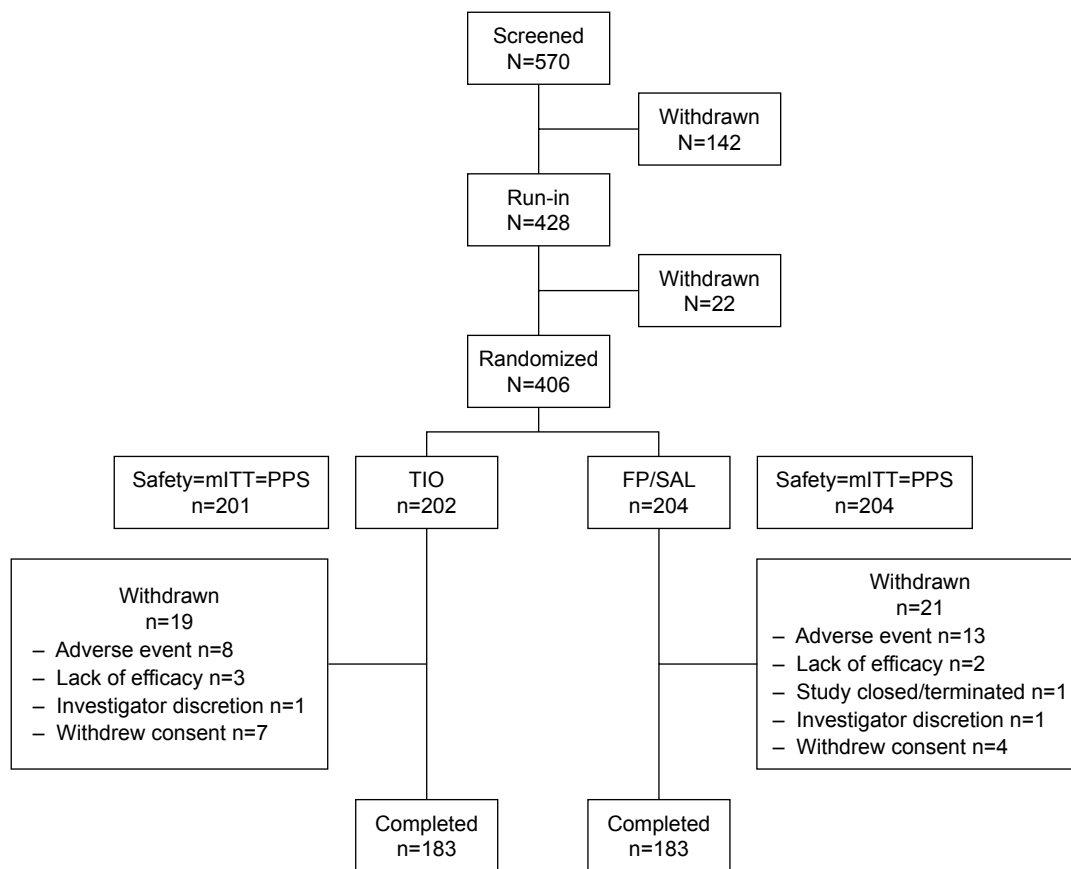 Screened
N=570
Withdrawn
N=142
Run-in
N=428
Withdrawn
N=22
Randomized
N=406
Safety=mITT=PPS
n=201
TIO
n=202
FP/SAL
n=204
Safety=mITT=PPS
n=204
Withdrawn
n=19
– Adverse event n=8
– Lack of efficacy n=3
– Investigator discretion n=1
– Withdrew consent n=7
Withdrawn
n=21
– Adverse event n=13
– Lack of efficacy n=2
– Study closed/terminated n=1
– Investigator discretion n=1
– Withdrew consent n=4
Completed
n=183
Completed
n=183